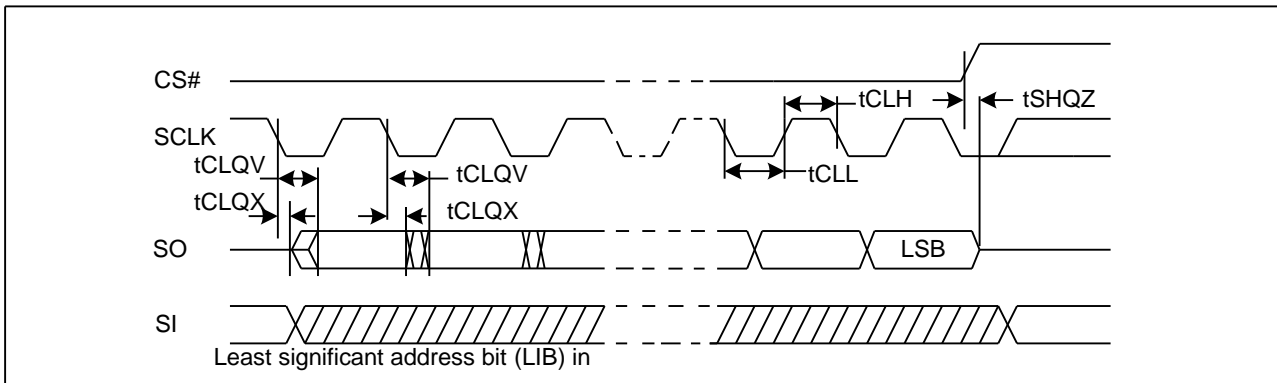 CS#
tCLH
tSHQZ
SCLK
tCLQV
tCLQV
tCLL
tCLQX
tCLQX
SO
LSB
SI
Least significant address bit (LIB) in